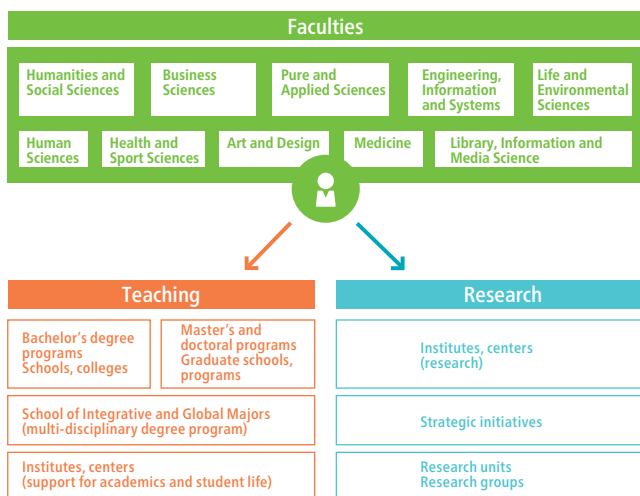 Faculties
Humanities and
Social Sciences
Business
Sciences
Pure and
Applied Sciences
Engineering,
Information
and Systems
Life and
Environmental
Sciences
Human
Sciences
Health and
Sport Sciences
Art and Design
Medicine
Library, Information and
Media Science
Teaching
Bachelor’s degree
programs
Schools, colleges
Master’s and
doctoral programs
Graduate schools,
programs
School of Integrative and Global Majors
(multi-disciplinary degree program)
Institutes, centers
(support for academics and student life)
Research
Institutes, centers
(research)
Strategic initiatives
Research units
Research groups